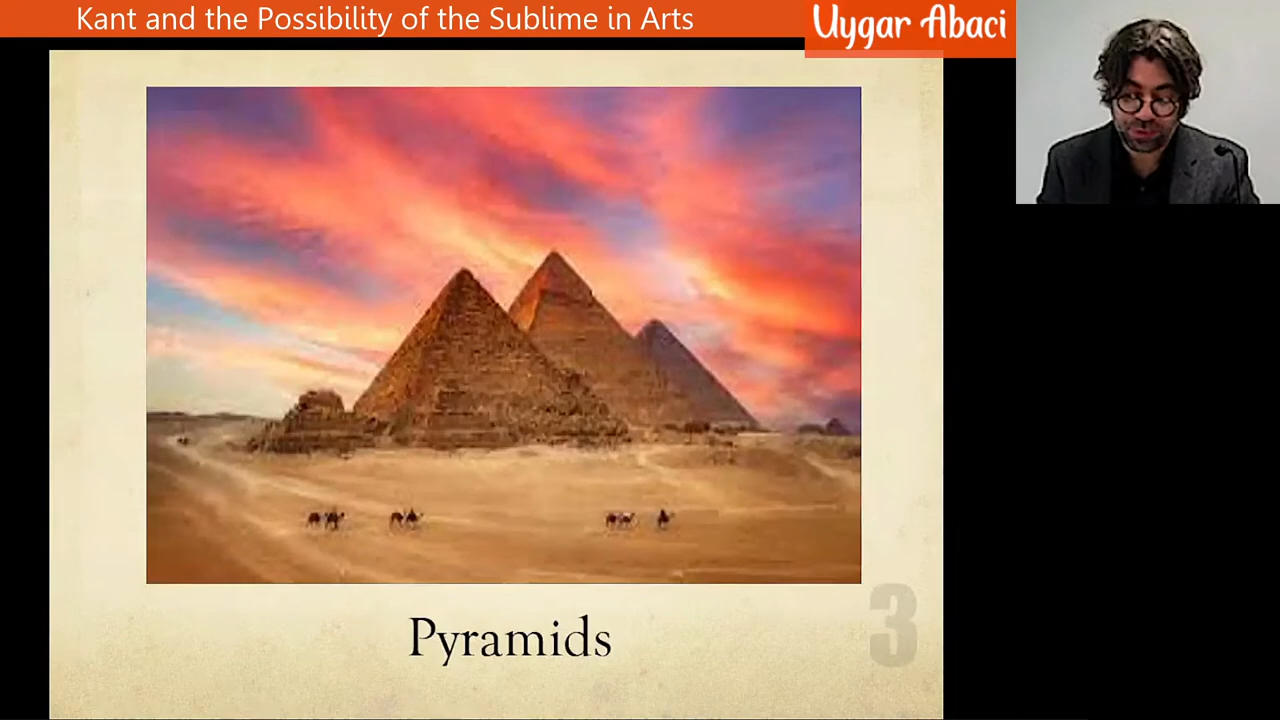 Kant and the Possibility of the Sublime in Arts
Uygar Abaci
Pyramids
3